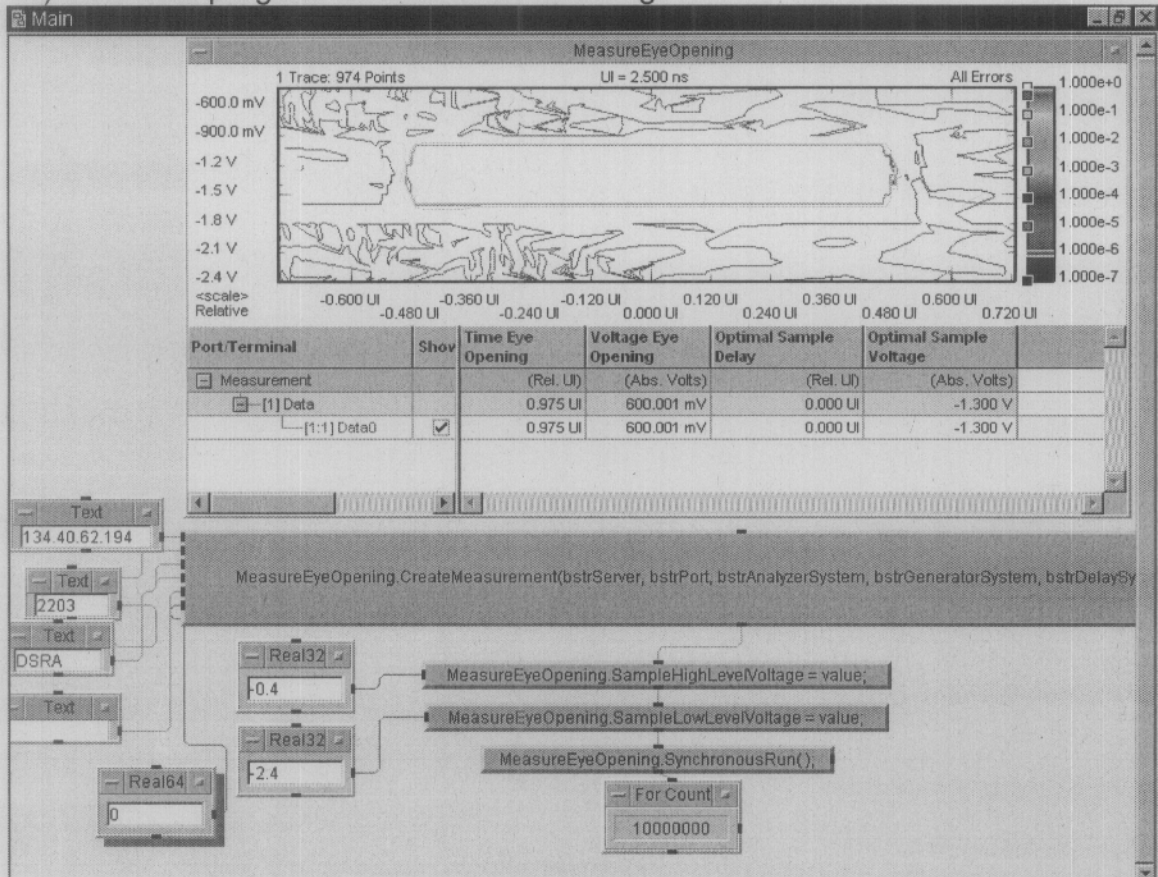 Main
MeasureEyeOpening
1 Trace: 974 Points UI = 2.500 ns All Errors
-600.0 mV
-900.0 mV
-1.2 V
-1.5 V
-1.8 V
-2.1 V
-2.4 V
<scale>
Relative
1.000e+0
1.000e-1
1.000e-2
1.000e-3
1.000e-4
1.000e-5
1.000e-6
1.000e-7
-0.600 UI -0.360 UI -0.120 UI 0.120 UI 0.360 UI 0.600 UI
-0.480 UI -0.240 UI 0.000 UI 0.240 UI 0.480 UI 0.720 UI
Port/Terminal Show Time Eye Opening Voltage Eye Opening Optimal Sample Delay Optimal Sample Voltage
Measurement (Rel. UI) (Abs. Volts) (Rel. UI) (Abs. Volts)
[1] Data 0.975 UI 600.001 mV 0.000 UI -1.300 V
[1:1] Data0 0.975 UI 600.001 mV 0.000 UI -1.300 V
Text
134.40.62.194
MeasureEyeOpening.CreateMeasurement(bstrServer, bstrPort, bstrAnalyzerSystem, bstrGeneratorSystem, bstrDelaySy
Text
2203
Text
DSRA
Text
Real32
-0.4
MeasureEyeOpening.SampleHighLevelVoltage = value;
Real32
-2.4
MeasureEyeOpening.SampleLowLevelVoltage = value;
MeasureEyeOpening.SynchronousRun();
Real64
0
For Count
10000000